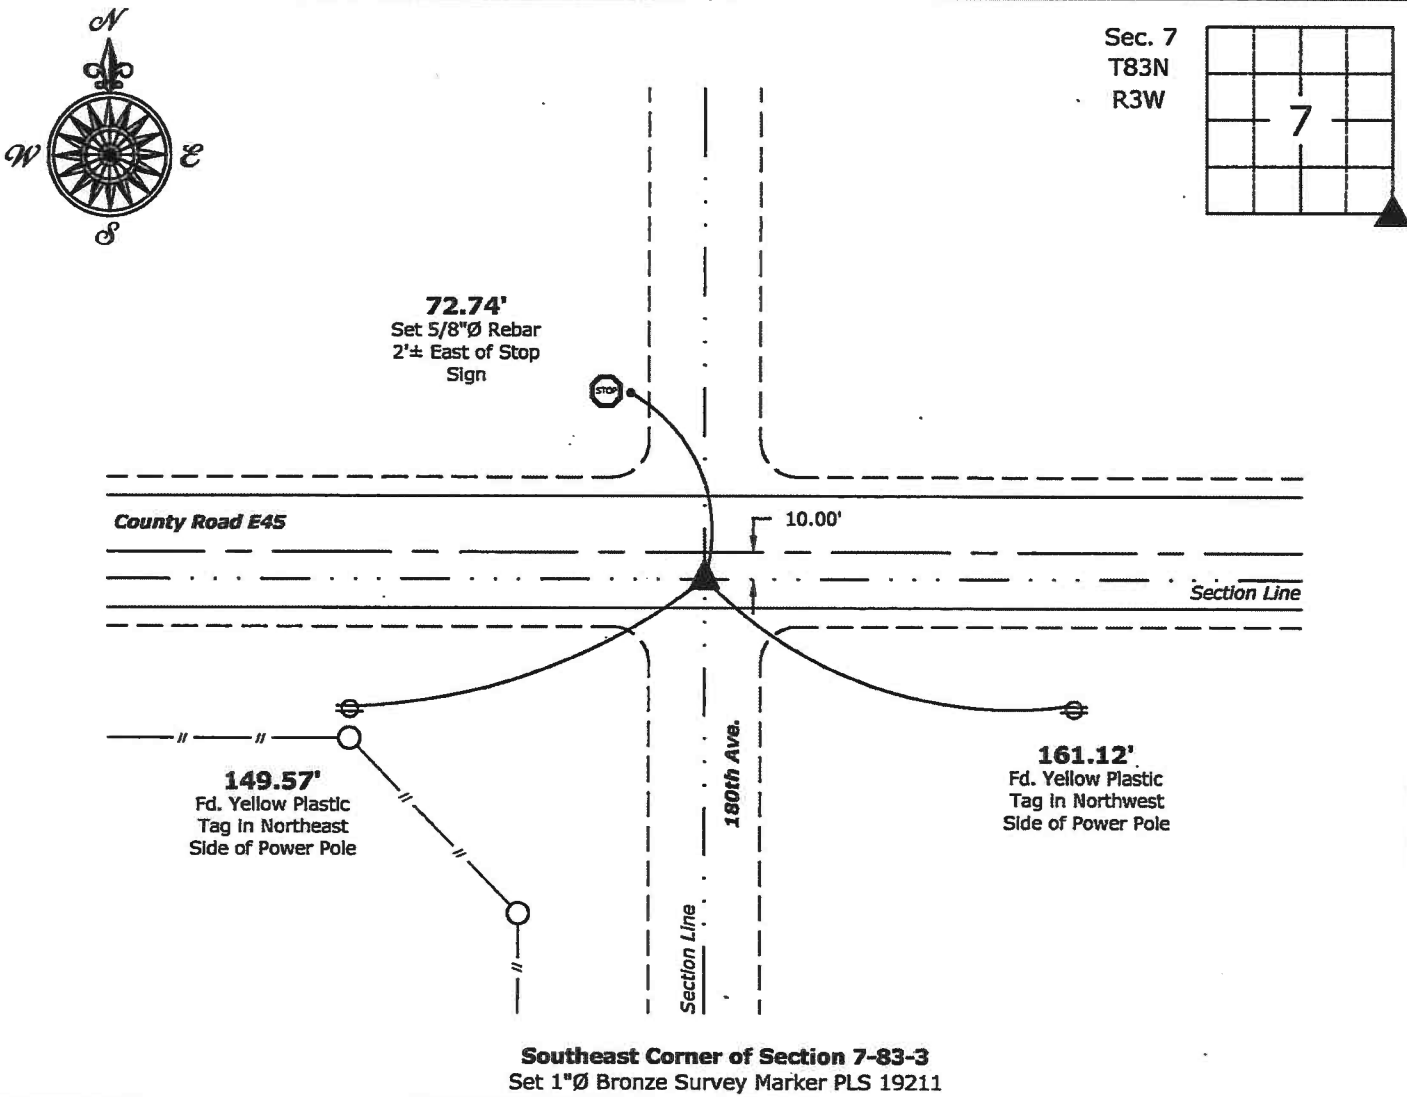 N
W
E
S
Sec. 7
T83N
R3W
7
72.74'
Set 5/8"Ø Rebar
2'± East of Stop
Sign
STOP
County Road E45
10.00'
Section Line
149.57'
Fd. Yellow Plastic
Tag in Northeast
Side of Power Pole
180th Ave.
Section Line
161.12'
Fd. Yellow Plastic
Tag in Northwest
Side of Power Pole
Southeast Corner of Section 7-83-3
Set 1"Ø Bronze Survey Marker PLS 19211